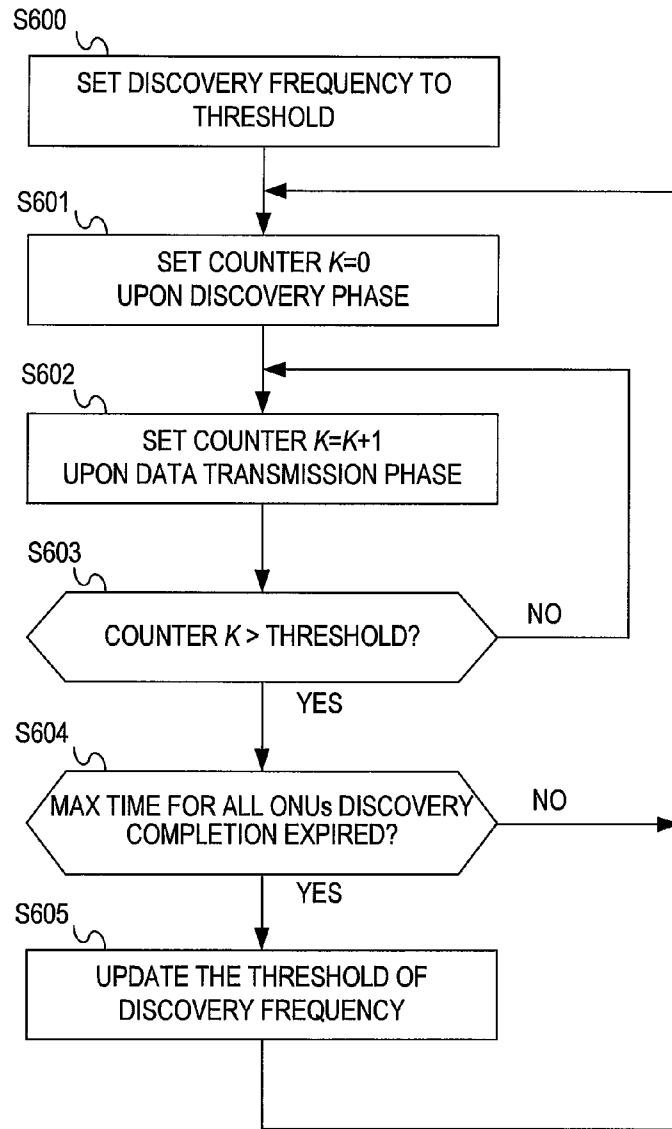 S600
SET DISCOVERY FREQUENCY TO
THRESHOLD
S601
SET COUNTER K=0
UPON DISCOVERY PHASE
S602
SET COUNTER K=K+1
UPON DATA TRANSMISSION PHASE
S603
COUNTER K > THRESHOLD?
NO
YES
S604
MAX TIME FOR ALL ONUs DISCOVERY
COMPLETION EXPIRED?
NO
YES
S605
UPDATE THE THRESHOLD OF
DISCOVERY FREQUENCY